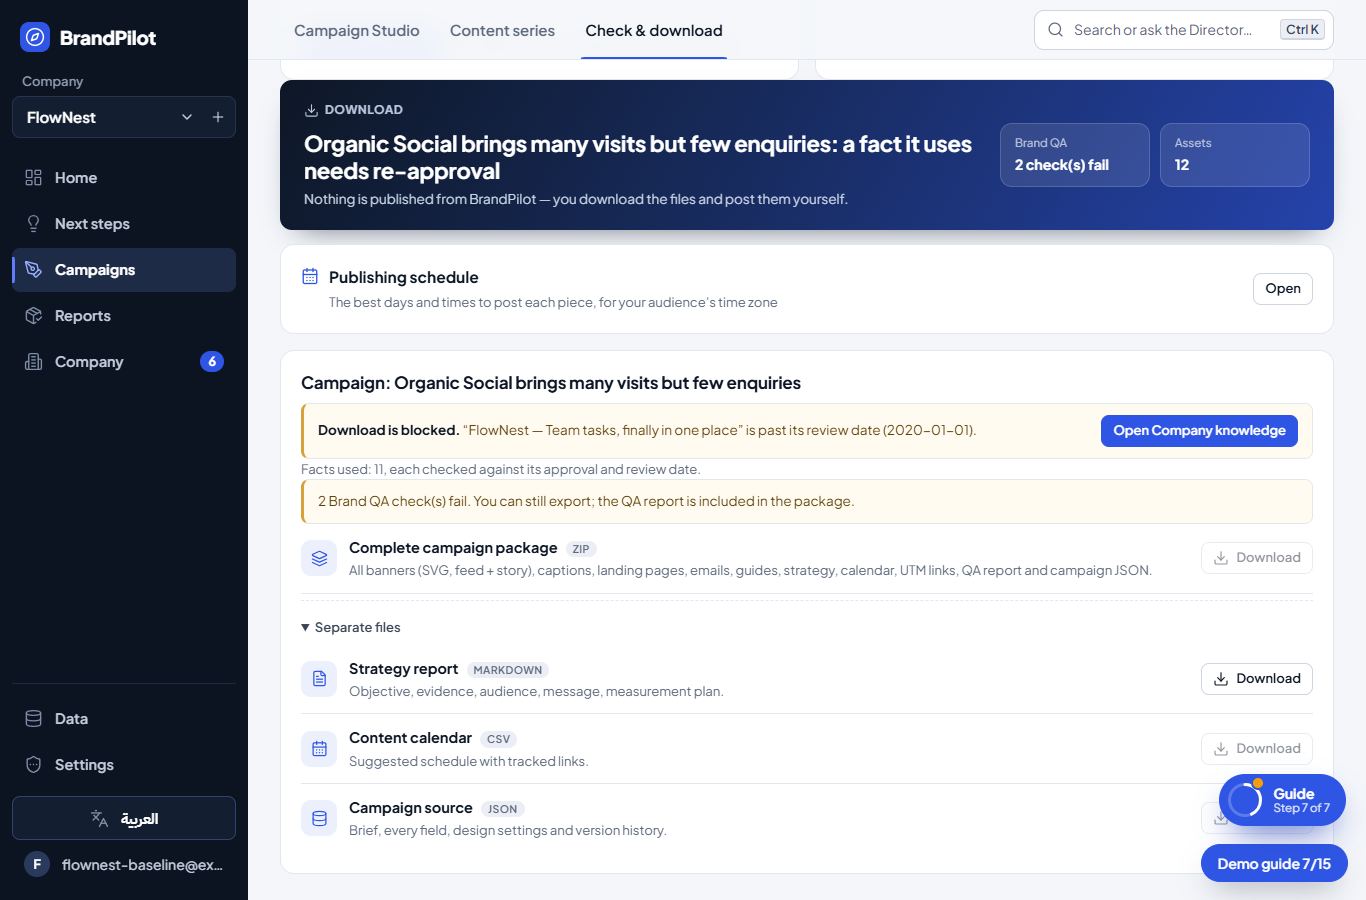 BrandPilot
Company
FlowNest
Home
Next steps
Campaigns
Reports
Company 6
Data
Settings
العربية
F flownest-baseline@ex...
Campaign Studio Content series Check & download
Search or ask the Director... Ctrl K
DOWNLOAD
Organic Social brings many visits but few enquiries: a fact it uses
needs re-approval
Nothing is published from BrandPilot — you download the files and post them yourself.
Brand QA
2 check(s) fail
Assets
12
Publishing schedule
The best days and times to post each piece, for your audience's time zone
Open
Campaign: Organic Social brings many visits but few enquiries
Download is blocked. "FlowNest — Team tasks, finally in one place" is past its review date (2020-01-01).
Open Company knowledge
Facts used: 11, each checked against its approval and review date.
2 Brand QA check(s) fail. You can still export; the QA report is included in the package.
Complete campaign package ZIP
All banners (SVG, feed + story), captions, landing pages, emails, guides, strategy, calendar, UTM links, QA report and campaign JSON.
Download
▼ Separate files
Strategy report MARKDOWN
Objective, evidence, audience, message, measurement plan.
Download
Content calendar CSV
Suggested schedule with tracked links.
Download
Campaign source JSON
Brief, every field, design settings and version history.
Guide
Step 7 of 7
Demo guide 7/15